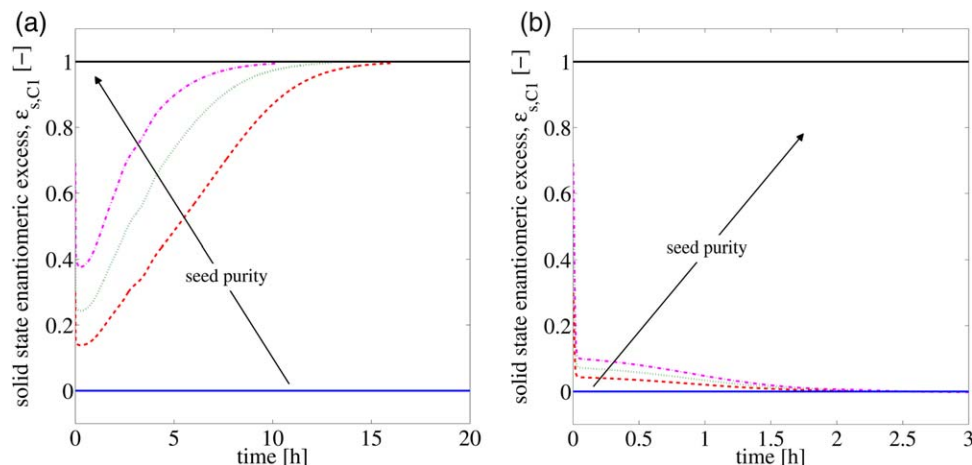 (a)
solid state enantiomeric excess, ε_s,C1 [−]
1
0.8
0.6
0.4
0.2
0
seed purity
0 5 10 15 20
time [h]
(b)
solid state enantiomeric excess, ε_s,C1 [−]
1
0.8
0.6
0.4
0.2
0
seed purity
0 0.5 1 1.5 2 2.5 3
time [h]